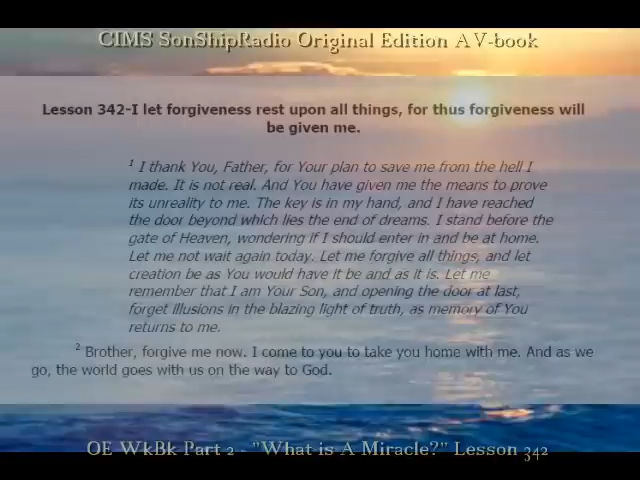 CIMS SonShipRadio Original Edition AV-book
Lesson 342-I let forgiveness rest upon all things, for thus forgiveness will
be given me.
1 I thank You, Father, for Your plan to save me from the hell I
made. It is not real. And You have given me the means to prove
its unreality to me. The key is in my hand, and I have reached
the door beyond which lies the end of dreams. I stand before the
gate of Heaven, wondering if I should enter in and be at home.
Let me not wait again today. Let me forgive all things, and let
creation be as You would have it be and as it is. Let me
remember that I am Your Son, and opening the door at last,
forget illusions in the blazing light of truth, as memory of You
returns to me.
2 Brother, forgive me now. I come to you to take you home with me. And as we
go, the world goes with us on the way to God.
OE WkBk Part 2 - "What is A Miracle?" Lesson 342